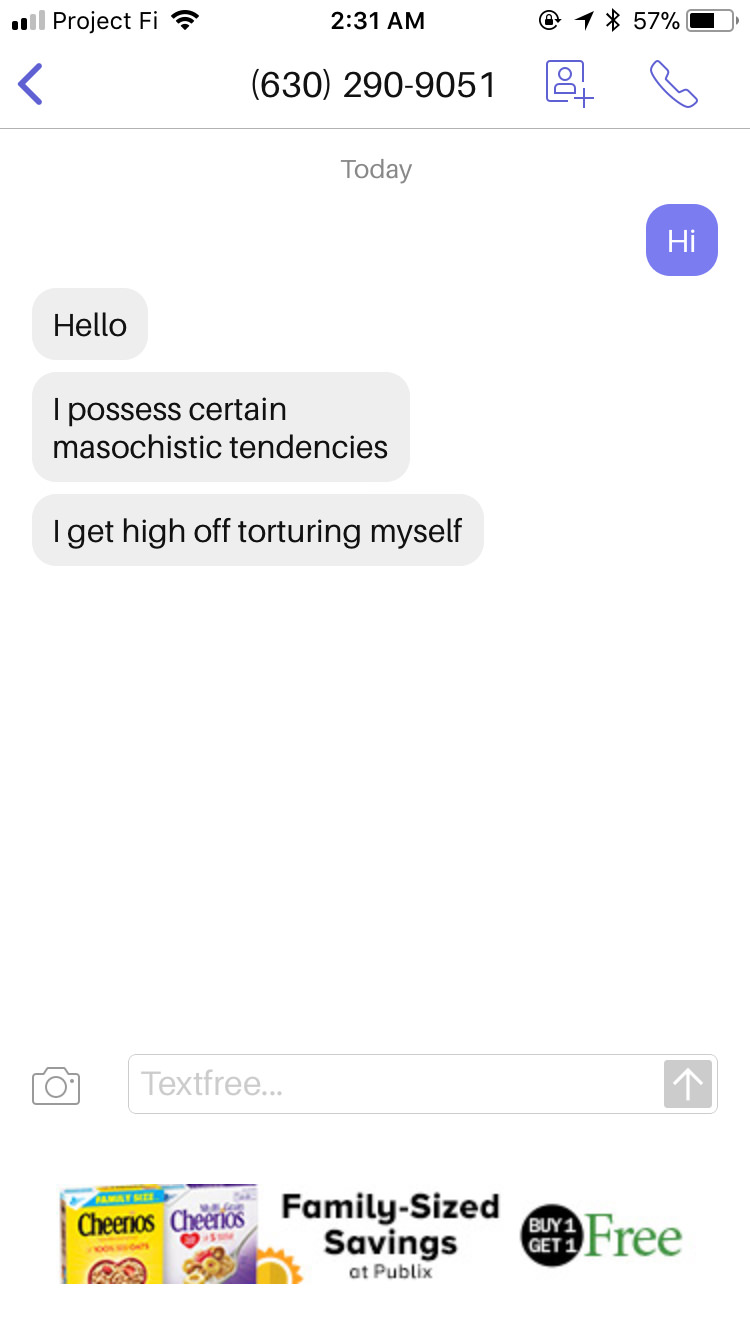 Project Fi 2:31 AM 57%
(630) 290-9051
Today
Hi
Hello
I possess certain
masochistic tendencies
I get high off torturing myself
Textfree...
FAMILY SIZE
Cheerios
100% OATS
Multi Grain
Cheerios
Family-Sized
Savings
at Publix
BUY 1
GET 1
Free